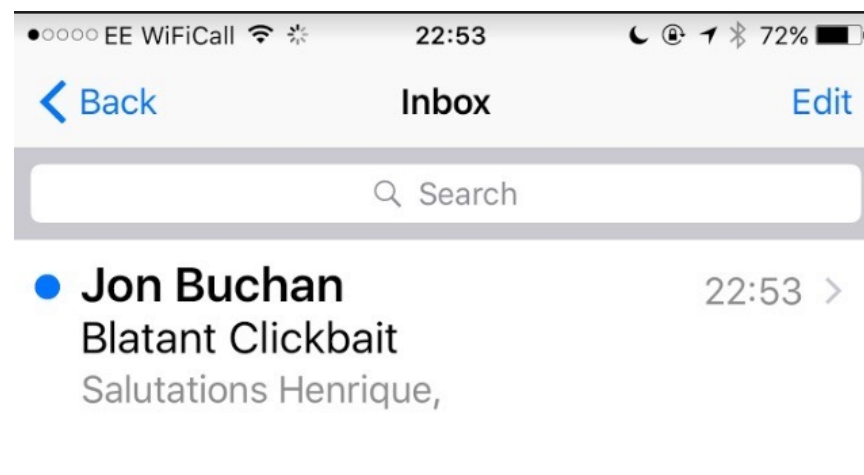 ●○○○○ EE WiFiCall 22:53 72%
Back Inbox Edit
Search
Jon Buchan 22:53
Blatant Clickbait
Salutations Henrique,